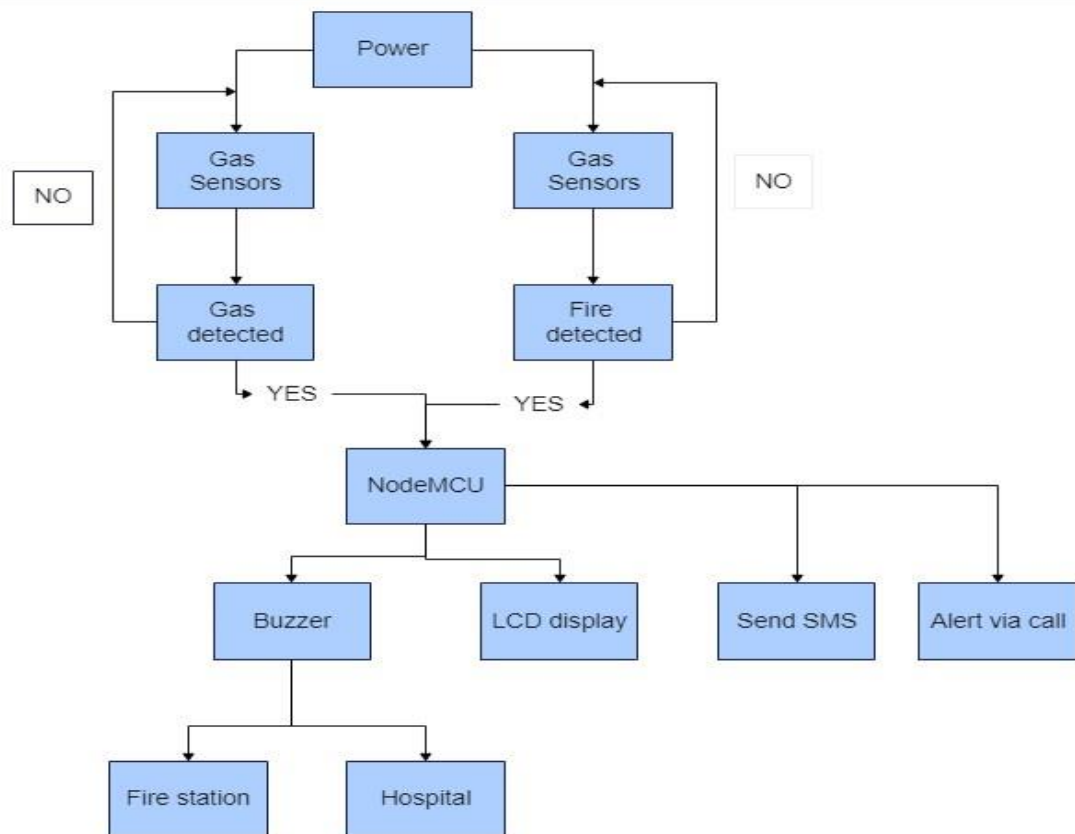 Power
Gas
Sensors
Gas
Sensors
NO
NO
Gas
detected
Fire
detected
YES
YES
NodeMCU
Buzzer
LCD display
Send SMS
Alert via call
Fire station
Hospital